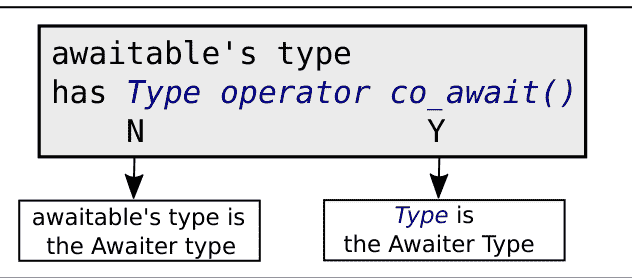 awaitable's type
has Type operator co_await()
N Y
awaitable's type is
the Awaiter type
Type is
the Awaiter Type